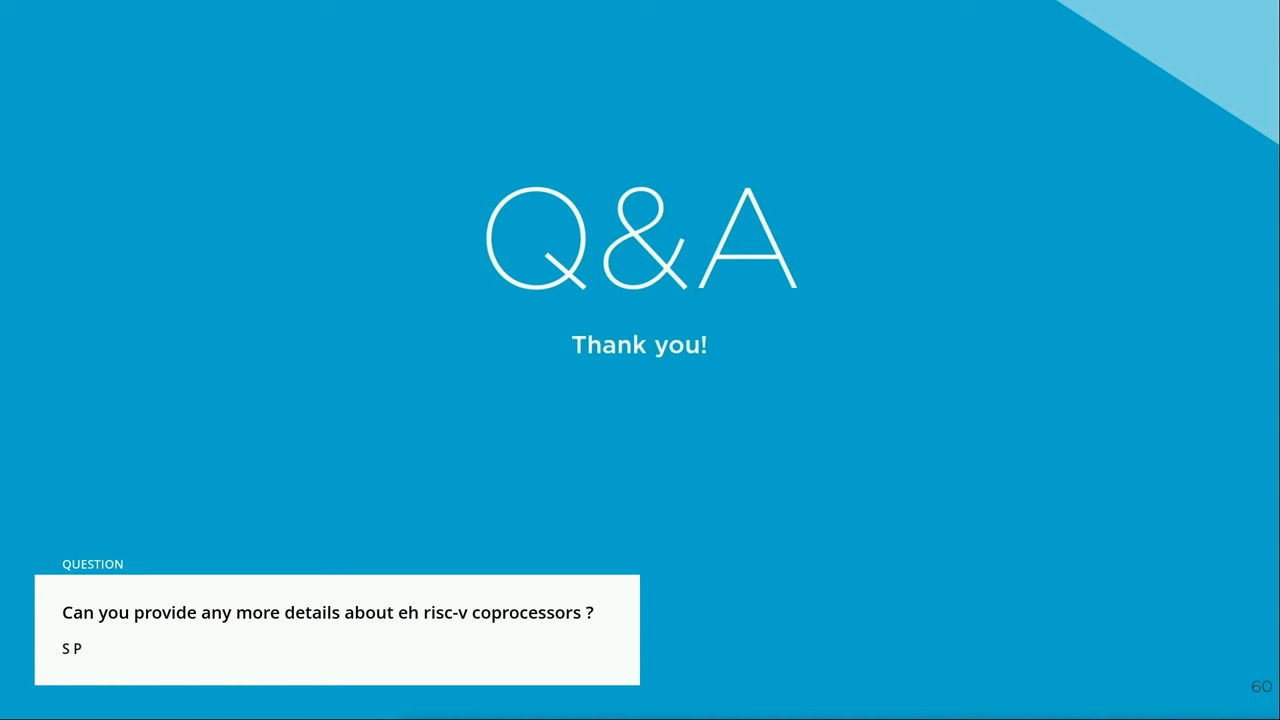 Q&A
Thank you!
QUESTION
Can you provide any more details about eh risc-v coprocessors ?
S P
60